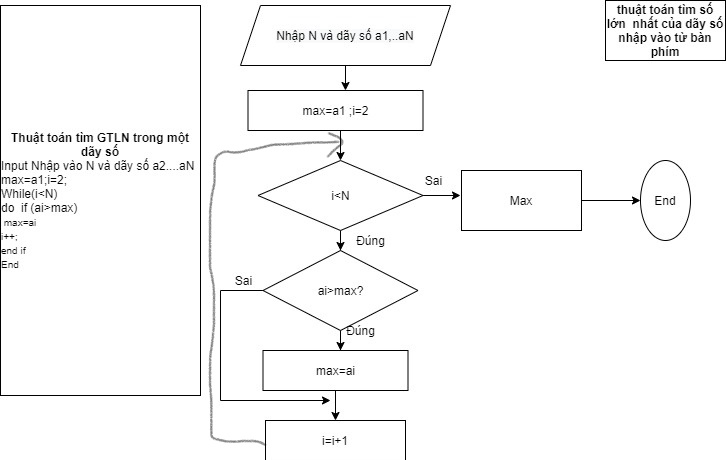 Thuật toán tìm GTLN trong một
dãy số
Input Nhập vào N và dãy số a2....aN
max=a1;i=2;
While(i<N)
do  if (ai>max)
max=ai
i++;
end if
End
Nhập N và dãy số a1,..aN
max=a1 ;i=2
i<N
Sai
Max
End
Đúng
ai>max?
Sai
Đúng
max=ai
i=i+1
thuật toán tìm số
lớn  nhất của dãy số
nhập vào từ bàn
phím